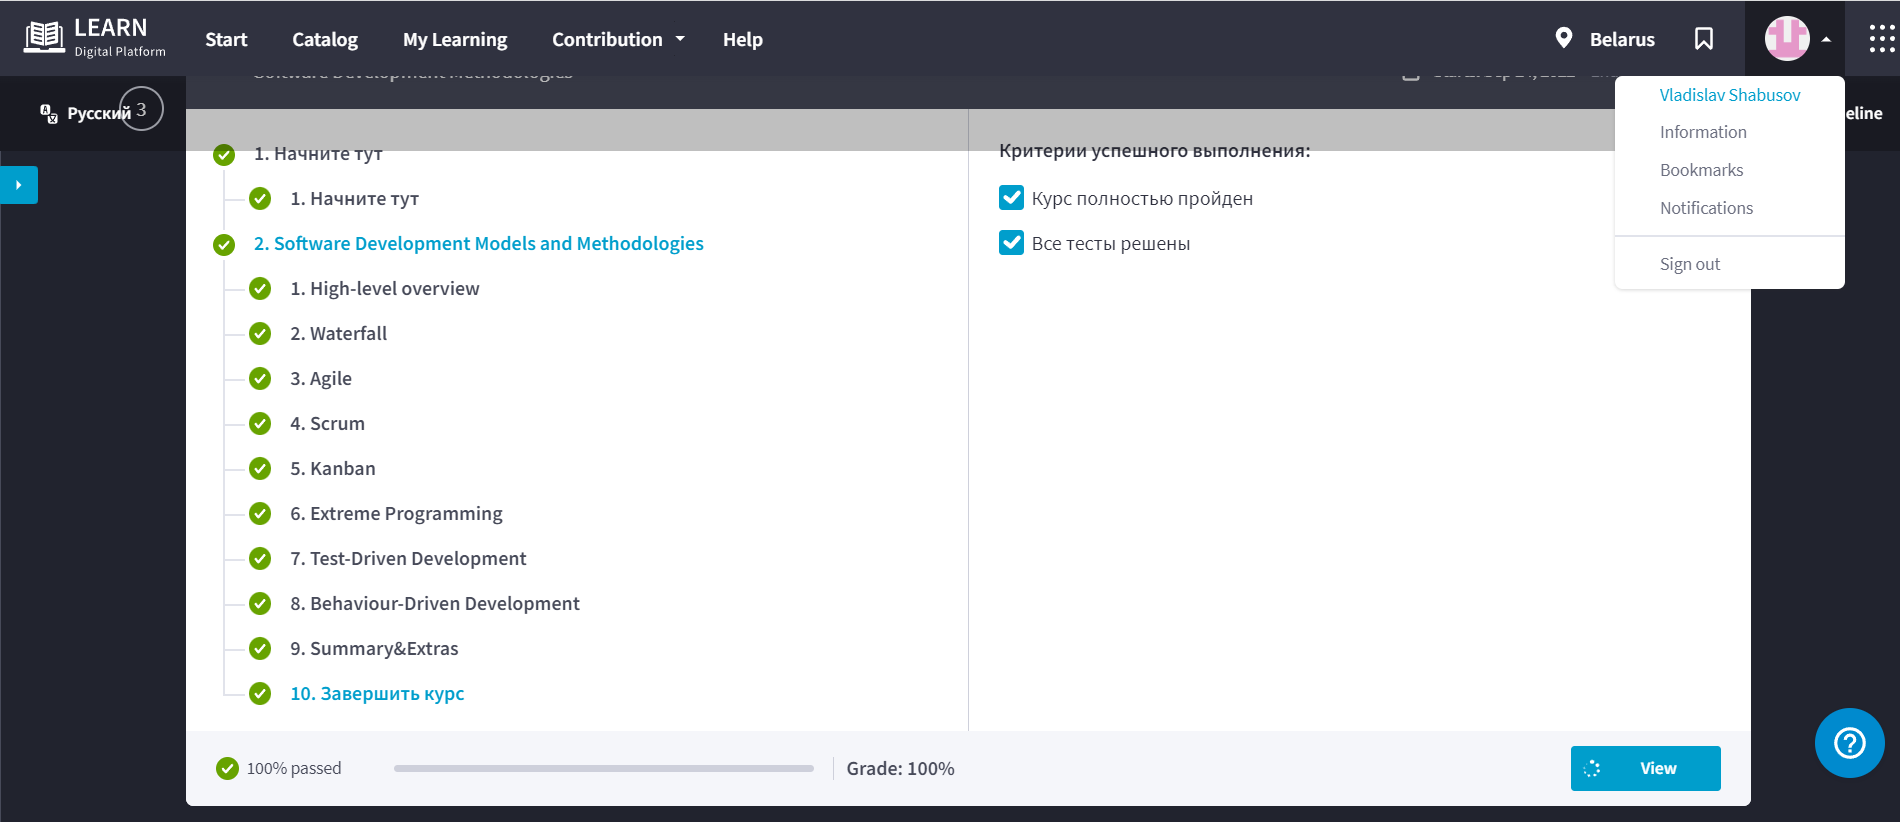 LEARN
Digital Platform
Start
Catalog
My Learning
Contribution
Help
Belarus
Software Development Methodologies
Русский
3
eline
Vladislav Shabusov
Information
Bookmarks
Notifications
Sign out
1. Начните тут
1. Начните тут
2. Software Development Models and Methodologies
1. High-level overview
2. Waterfall
3. Agile
4. Scrum
5. Kanban
6. Extreme Programming
7. Test-Driven Development
8. Behaviour-Driven Development
9. Summary&Extras
10. Завершить курс
Критерии успешного выполнения:
Курс полностью пройден
Все тесты решены
100% passed
Grade: 100%
View